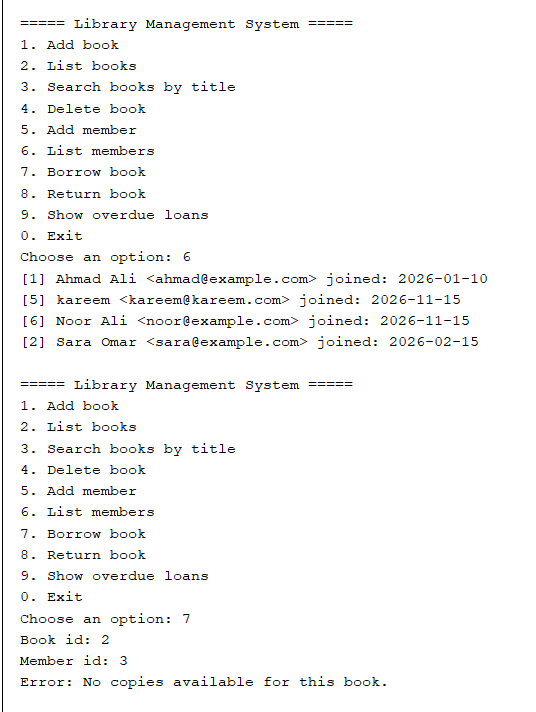 ===== Library Management System =====
1. Add book
2. List books
3. Search books by title
4. Delete book
5. Add member
6. List members
7. Borrow book
8. Return book
9. Show overdue loans
0. Exit
Choose an option: 6
[1] Ahmad Ali <ahmad@example.com> joined: 2026-01-10
[5] kareem <kareem@kareem.com> joined: 2026-11-15
[6] Noor Ali <noor@example.com> joined: 2026-11-15
[2] Sara Omar <sara@example.com> joined: 2026-02-15

===== Library Management System =====
1. Add book
2. List books
3. Search books by title
4. Delete book
5. Add member
6. List members
7. Borrow book
8. Return book
9. Show overdue loans
0. Exit
Choose an option: 7
Book id: 2
Member id: 3
Error: No copies available for this book.